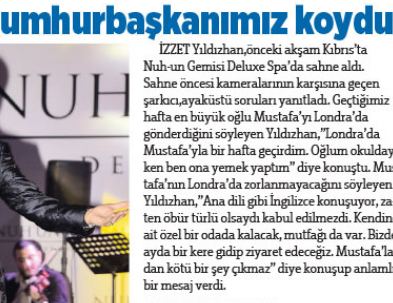 umhurbaşkanımız koydu
İZZET Yıldızhan,önceki akşam Kıbrıs'ta
Nuh-un Gemisi Deluxe Spa'da sahne aldı.
Sahne öncesi kameralarının karşısına geçen
şarkıcı,ayaküstü soruları yanıtladı. Geçtiğimiz
hafta en büyük oğlu Mustafa'yı Londra'da
gönderdiğini söyleyen Yıldızhan,"Londra'da
Mustafa'yla bir hafta geçirdim. Oğlum okulday
ken ben ona yemek yaptım" diye konuştu. Mus
tafa'nın Londra'da zorlanmayacağını söyleyen
Yıldızhan,"Ana dili gibi İngilizce konuşuyor, za-
ten öbür türlü olsaydı kabul edilmezdi. Kendin
ait özel bir odada kalacak, mutfağı da var. Bizd
ayda bir kere gidip ziyaret edeceğiz. Mustafa'la
dan kötü bir şey çıkmaz" diye konuşup anlamlı
bir mesaj verdi.
NUH
DE
NUH U